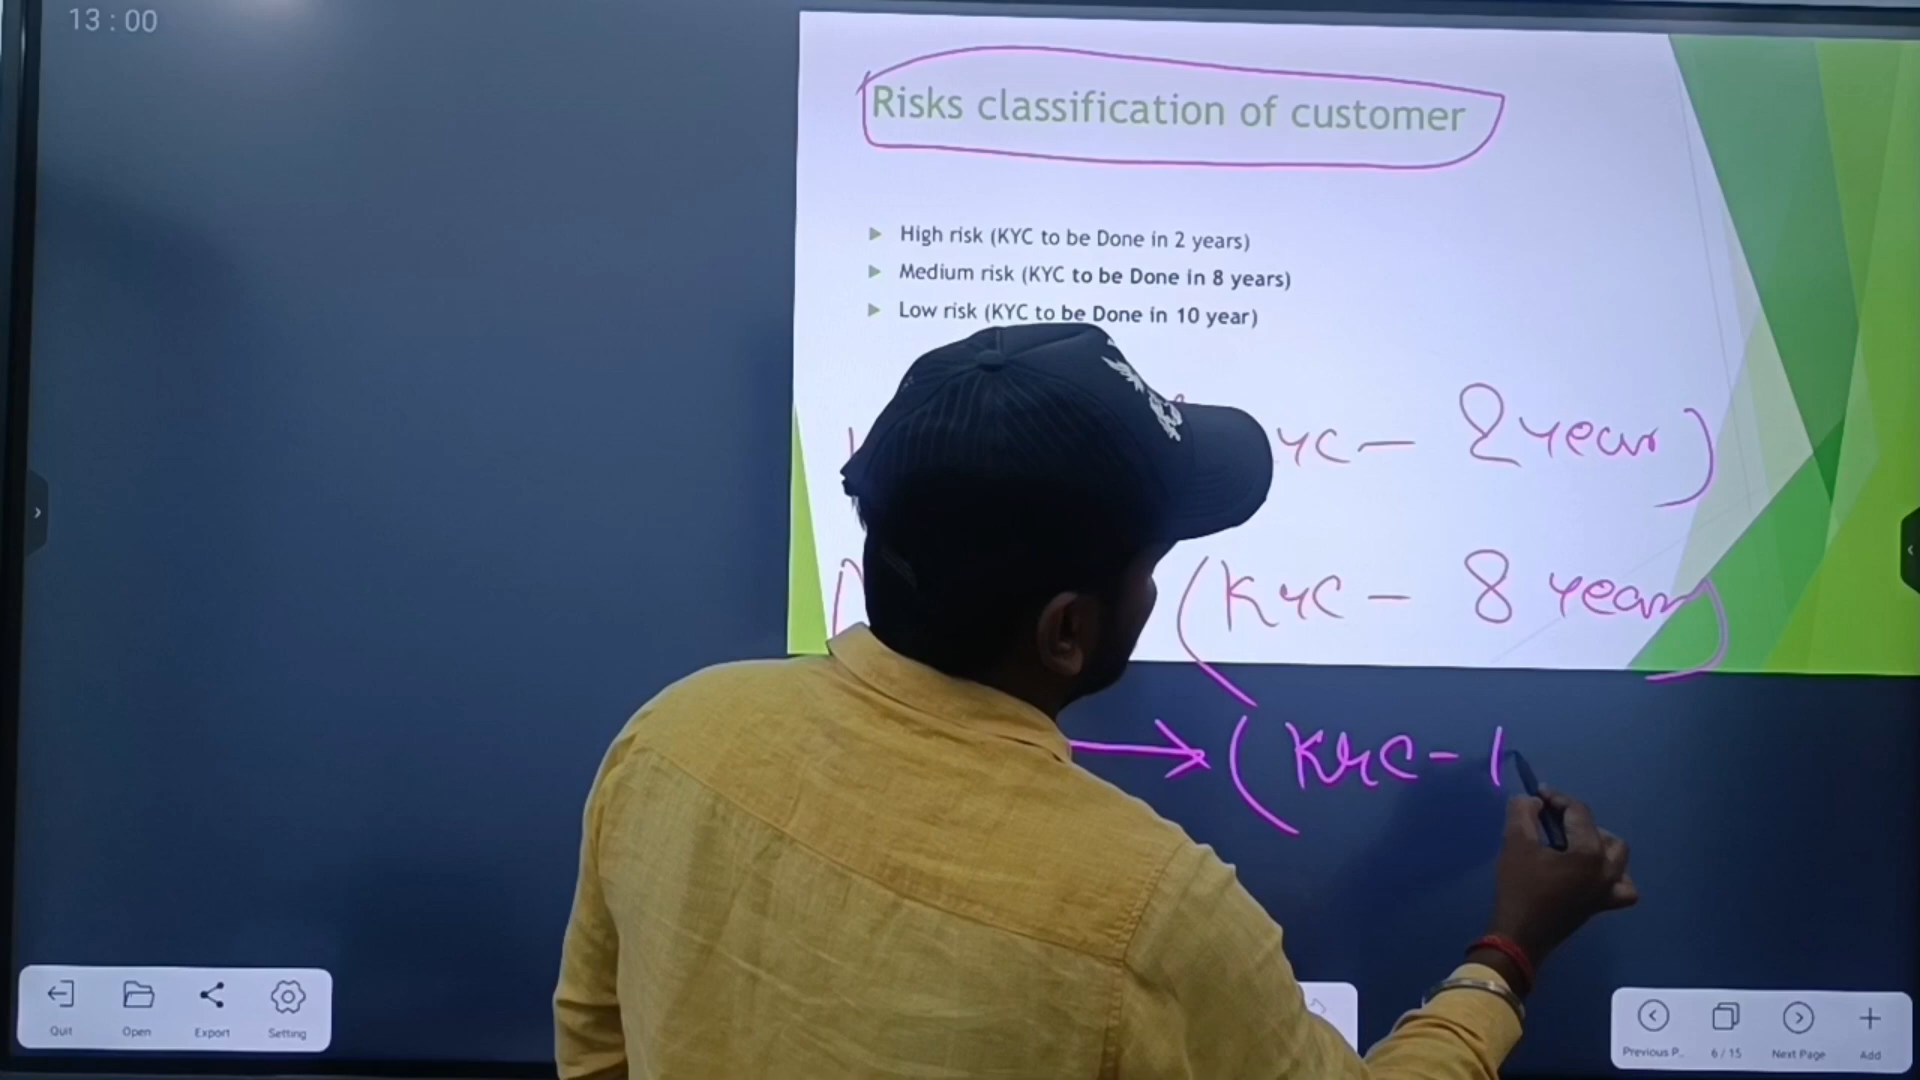 13 : 00
Risks classification of customer
High risk (KYC to be Done in 2 years)
Medium risk (KYC to be Done in 8 years)
Low risk (KYC to be Done in 10 year)
YC - 2 year)
(KYC - 8 year)
→ (KYC - 1
Quit Open Export Setting
Previous P.. 6/15 Next Page Add